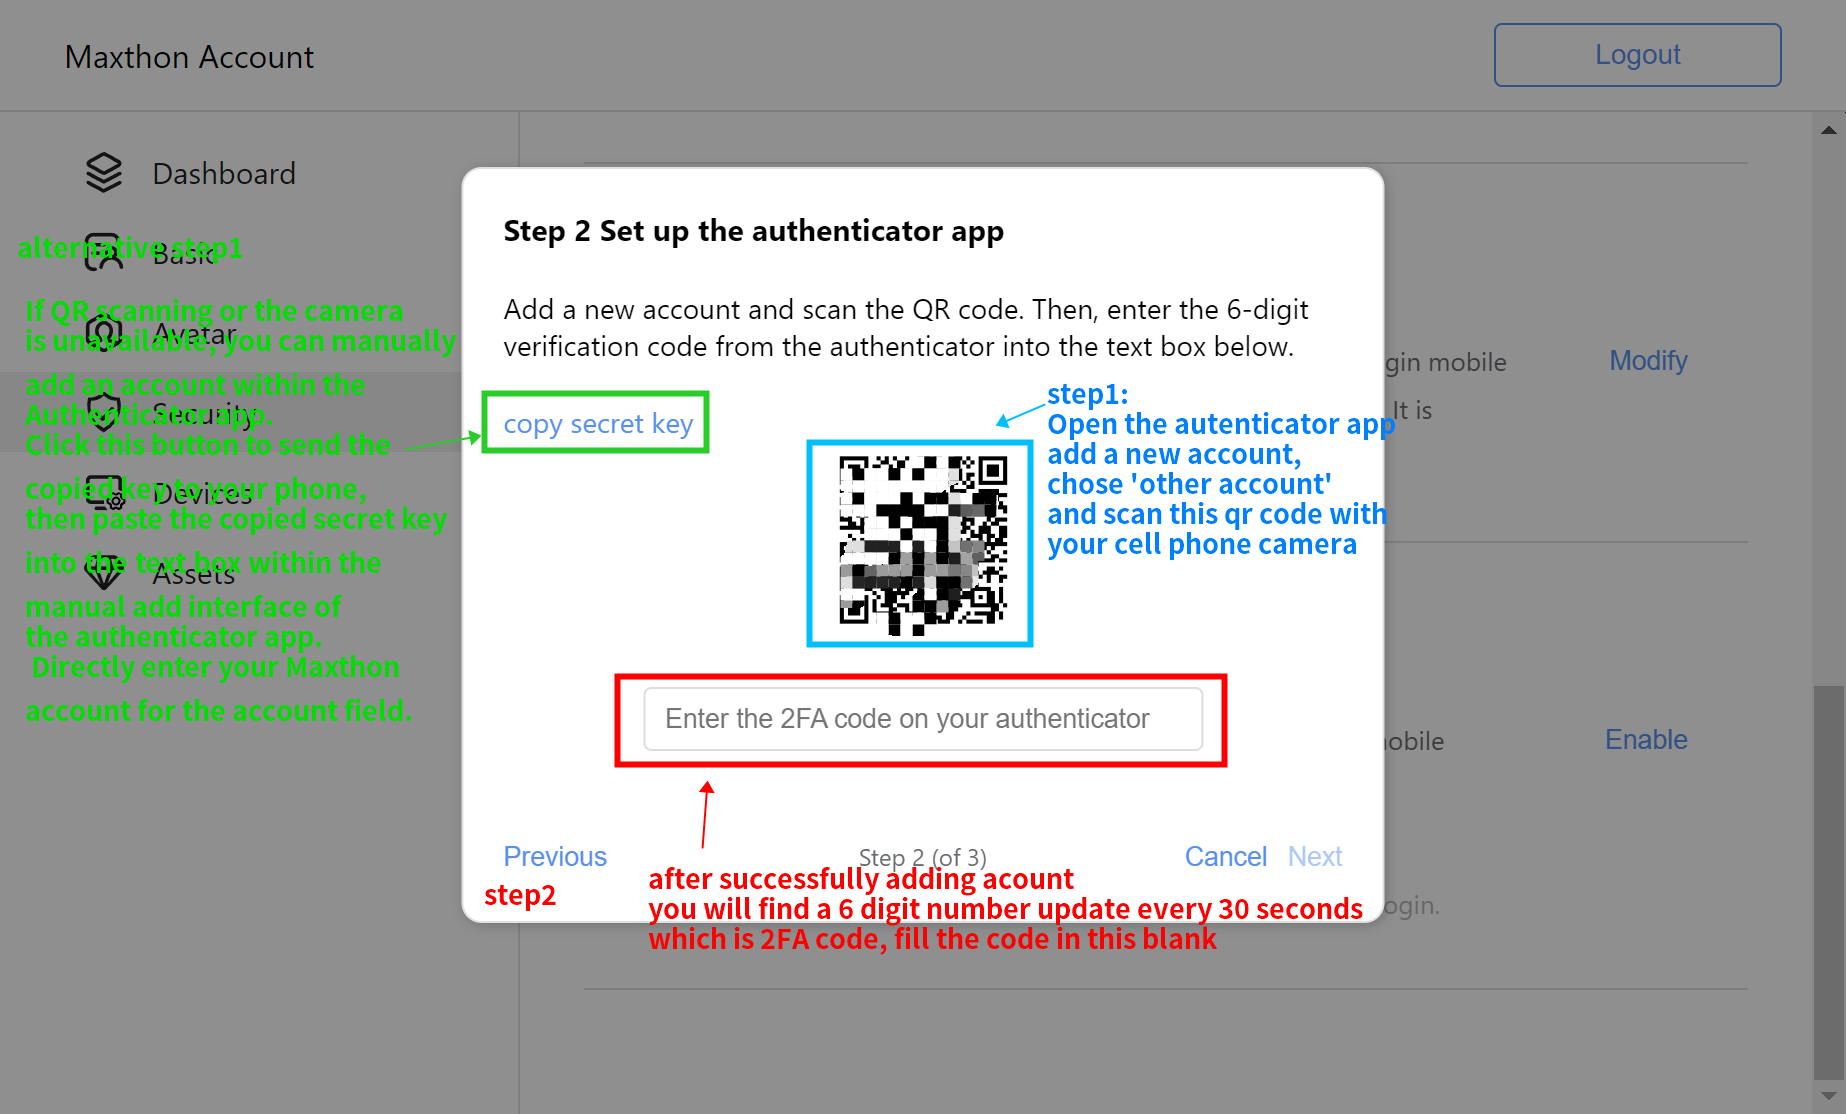 Maxthon Account
Logout
Dashboard
Basic
Avatar
Security
Devices
Assets
alternative step1
If QR scanning or the camera
is unavailable, you can manually
add an account within the
Authenticator app.
Click this button to send the
copied key to your phone,
then paste the copied secret key
into the text box within the
manual add interface of
the authenticator app.
Directly enter your Maxthon
account for the account field.
Step 2 Set up the authenticator app
Add a new account and scan the QR code. Then, enter the 6-digit
verification code from the authenticator into the text box below.
copy secret key
step1:
Open the autenticator app
add a new account,
chose 'other account'
and scan this qr code with
your cell phone camera
Enter the 2FA code on your authenticator
Previous
Step 2 (of 3)
Cancel
Next
step2
after successfully adding acount
you will find a 6 digit number update every 30 seconds
which is 2FA code, fill the code in this blank
gin mobile
Modify
It is
obile
Enable
ogin.